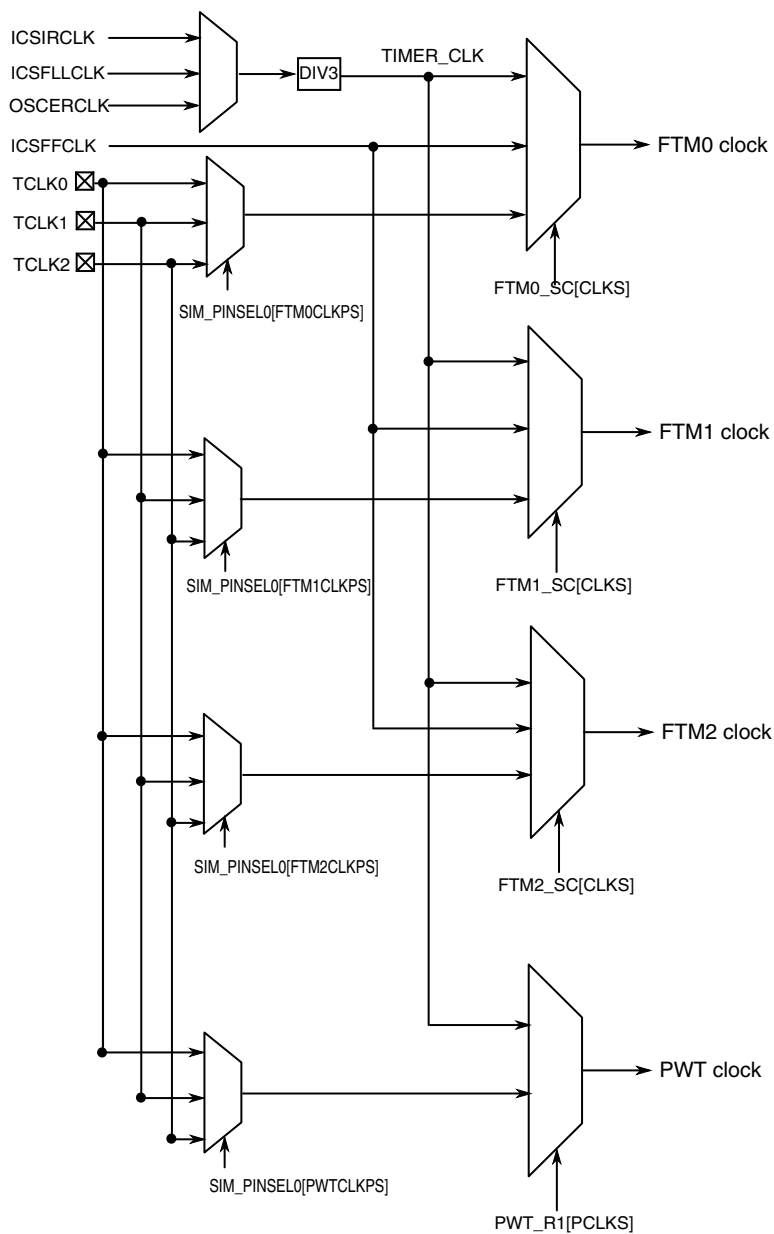 ICSIRCLK
ICSFLLCLK
OSCERCLK
DIV3
TIMER_CLK
ICSFFCLK
FTM0 clock
TCLK0
TCLK1
TCLK2
SIM_PINSEL0[FTM0CLKPS]
FTM0_SC[CLKS]
FTM1 clock
SIM_PINSEL0[FTM1CLKPS]
FTM1_SC[CLKS]
FTM2 clock
SIM_PINSEL0[FTM2CLKPS]
FTM2_SC[CLKS]
PWT clock
SIM_PINSEL0[PWTCLKPS]
PWT_R1[PCLKS]